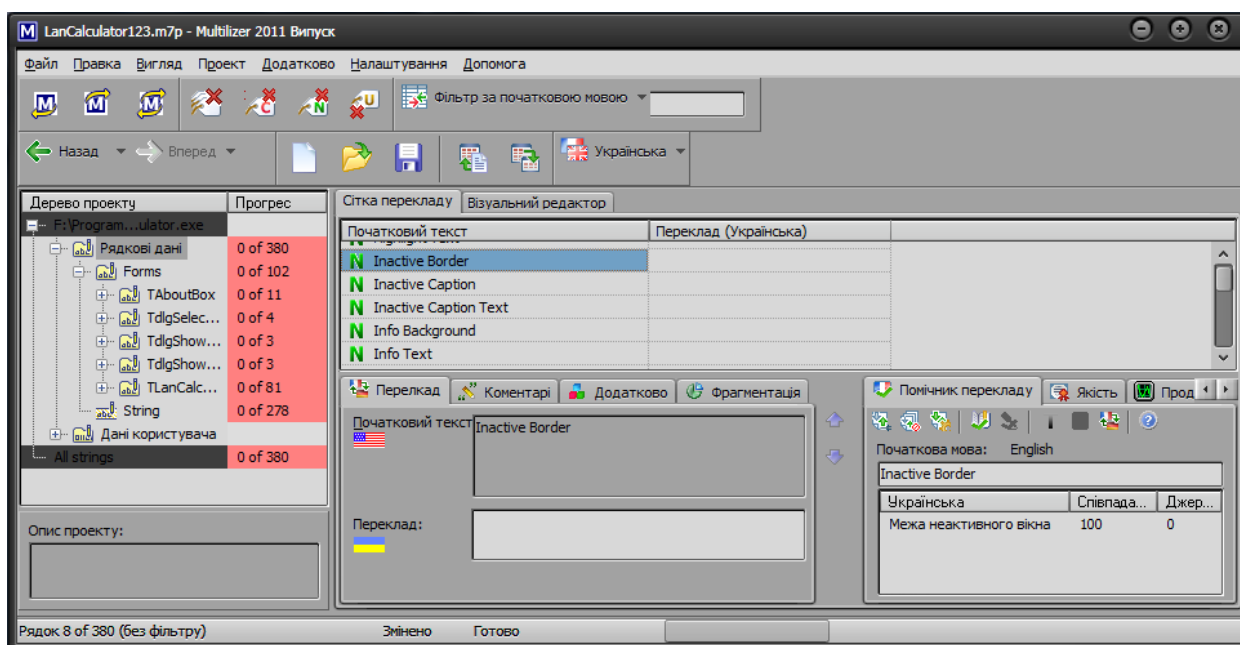 LanCalculator123.m7p - Multilizer 2011 Випуск
Файл Правка Вигляд Проект Додатково Налаштування Допомога
Фільтр за початковою мовою
Назад Вперед Українська
Дерево проекту Прогрес
F:\Program...ulator.exe
Рядкові дані 0 of 380
Forms 0 of 102
TAboutBox 0 of 11
TdlgSelec... 0 of 4
TdlgShow... 0 of 3
TdlgShow... 0 of 3
TLanCalc... 0 of 81
String 0 of 278
Дані користувача
All strings 0 of 380
Опис проекту:
Сітка перекладу Візуальний редактор
Початковий текст Переклад (Українська)
Inactive Border
Inactive Caption
Inactive Caption Text
Info Background
Info Text
Перелкад Коментарі Додатково Фрагментація
Початковий текст Inactive Border
Переклад:
Помічник перекладу Якість Прод
Початкова мова: English
Inactive Border
Українська Співпада... Джер...
Межа неактивного вікна 100 0
Рядок 8 of 380 (без фільтру) Змінено Готово